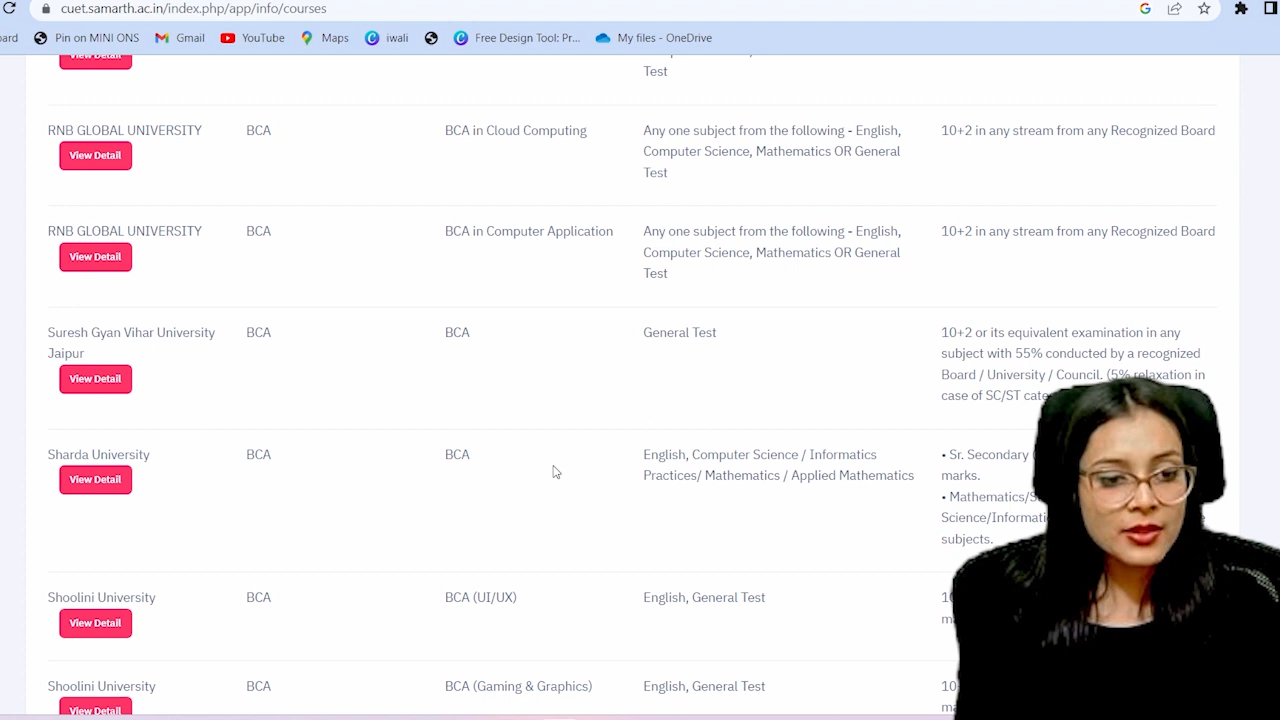 cuet.samarth.ac.in/index.php/app/info/courses
ard Pin on MINI ONS Gmail YouTube Maps iwali Free Design Tool: Pr... My files - OneDrive
View Detail
Test
RNB GLOBAL UNIVERSITY BCA BCA in Cloud Computing Any one subject from the following - English, 10+2 in any stream from any Recognized Board
View Detail Computer Science, Mathematics OR General
Test
RNB GLOBAL UNIVERSITY BCA BCA in Computer Application Any one subject from the following - English, 10+2 in any stream from any Recognized Board
View Detail Computer Science, Mathematics OR General
Test
Suresh Gyan Vihar University BCA BCA General Test 10+2 or its equivalent examination in any
Jaipur subject with 55% conducted by a recognized
View Detail Board / University / Council. (5% relaxation in
case of SC/ST cate
Sharda University BCA BCA English, Computer Science / Informatics • Sr. Secondary (
View Detail Practices/ Mathematics / Applied Mathematics marks.
• Mathematics/S
Science/Informati
subjects.
Shoolini University BCA BCA (UI/UX) English, General Test 10
View Detail ma
Shoolini University BCA BCA (Gaming & Graphics) English, General Test 10
View Detail ma